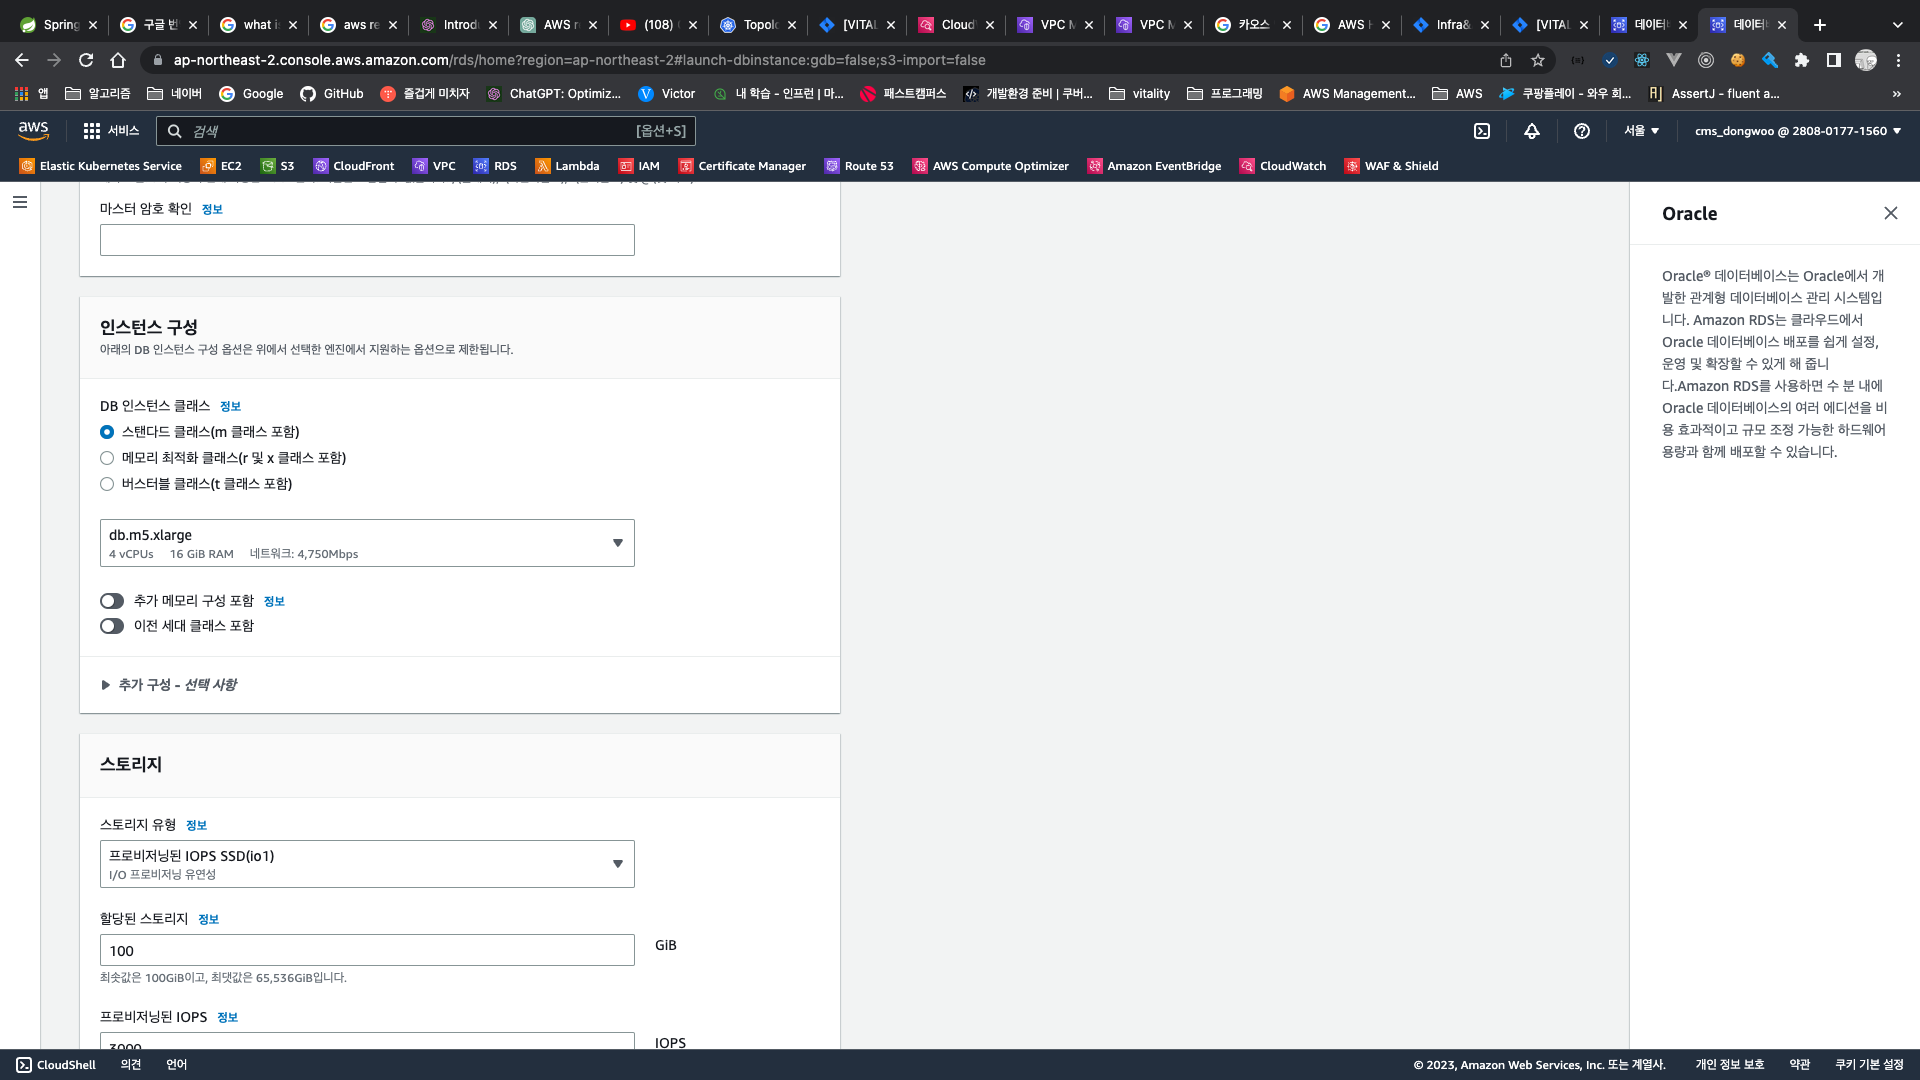 Spring
구글 번
what i
aws re
Introdu
AWS r
(108)
Topolo
[VITAL
Cloud
VPC M
VPC M
카오스
AWS H
Infra&
[VITAL
데이터
데이터
ap-northeast-2.console.aws.amazon.com/rds/home?region=ap-northeast-2#launch-dbinstance:gdb=false;s3-import=false
앱
알고리즘
네이버
Google
GitHub
즐겁게 미치자
ChatGPT: Optimiz...
Victor
내 학습 - 인프런 | 마...
패스트캠퍼스
개발환경 준비 | 쿠버...
vitality
프로그래밍
AWS Management...
AWS
쿠팡플레이 - 와우 회...
AssertJ - fluent a...
»
aws
서비스
검색
[옵션+S]
서울
cms_dongwoo @ 2808-0177-1560
Elastic Kubernetes Service
EC2
S3
CloudFront
VPC
RDS
Lambda
IAM
Certificate Manager
Route 53
AWS Compute Optimizer
Amazon EventBridge
CloudWatch
WAF & Shield
마스터 암호 확인 정보
인스턴스 구성
아래의 DB 인스턴스 구성 옵션은 위에서 선택한 엔진에서 지원하는 옵션으로 제한됩니다.
DB 인스턴스 클래스 정보
스탠다드 클래스(m 클래스 포함)
메모리 최적화 클래스(r 및 x 클래스 포함)
버스터블 클래스(t 클래스 포함)
db.m5.xlarge
4 vCPUs 16 GiB RAM 네트워크: 4,750Mbps
추가 메모리 구성 포함 정보
이전 세대 클래스 포함
추가 구성 - 선택 사항
스토리지
스토리지 유형 정보
프로비저닝된 IOPS SSD(io1)
I/O 프로비저닝 유연성
할당된 스토리지 정보
100
GiB
최솟값은 100GiB이고, 최댓값은 65,536GiB입니다.
프로비저닝된 IOPS 정보
3000
IOPS
Oracle
Oracle® 데이터베이스는 Oracle에서 개
발한 관계형 데이터베이스 관리 시스템입
니다. Amazon RDS는 클라우드에서
Oracle 데이터베이스 배포를 쉽게 설정,
운영 및 확장할 수 있게 해 줍니
다.Amazon RDS를 사용하면 수 분 내에
Oracle 데이터베이스의 여러 에디션을 비
용 효과적이고 규모 조정 가능한 하드웨어
용량과 함께 배포할 수 있습니다.
CloudShell
의견
언어
© 2023, Amazon Web Services, Inc. 또는 계열사.
개인 정보 보호
약관
쿠키 기본 설정